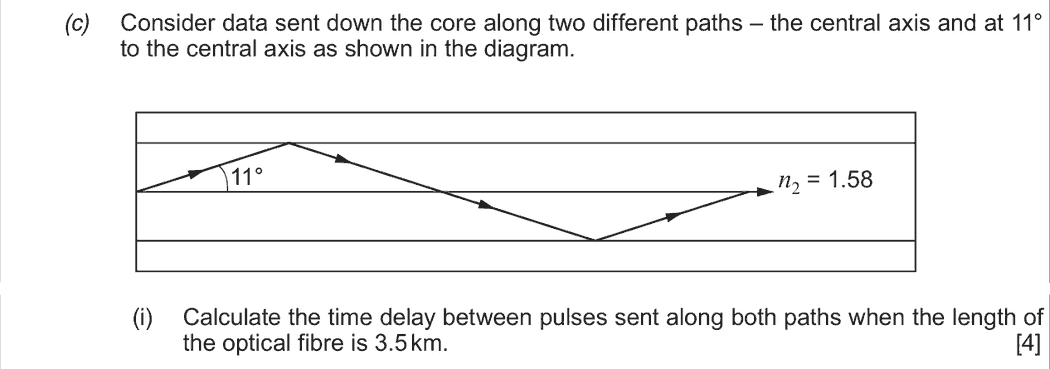 (c) Consider data sent down the core along two different paths – the central axis and at 11°
to the central axis as shown in the diagram.
11°
n₂ = 1.58
(i) Calculate the time delay between pulses sent along both paths when the length of
the optical fibre is 3.5 km. [4]